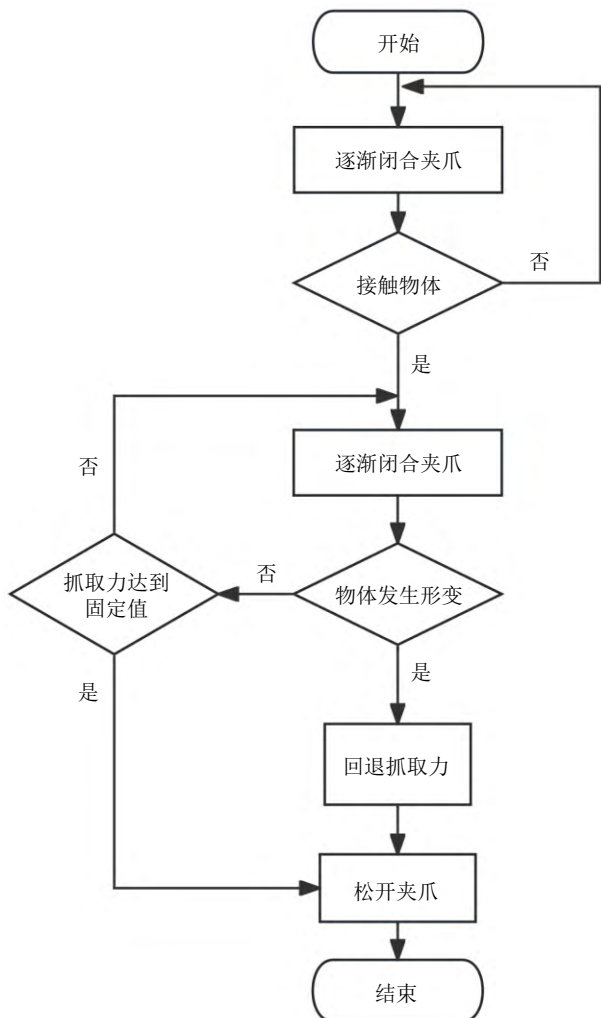 开始
逐渐闭合夹爪
接触物体
否
是
逐渐闭合夹爪
否
抓取力达到
固定值
否
物体发生形变
是
是
回退抓取力
松开夹爪
结束